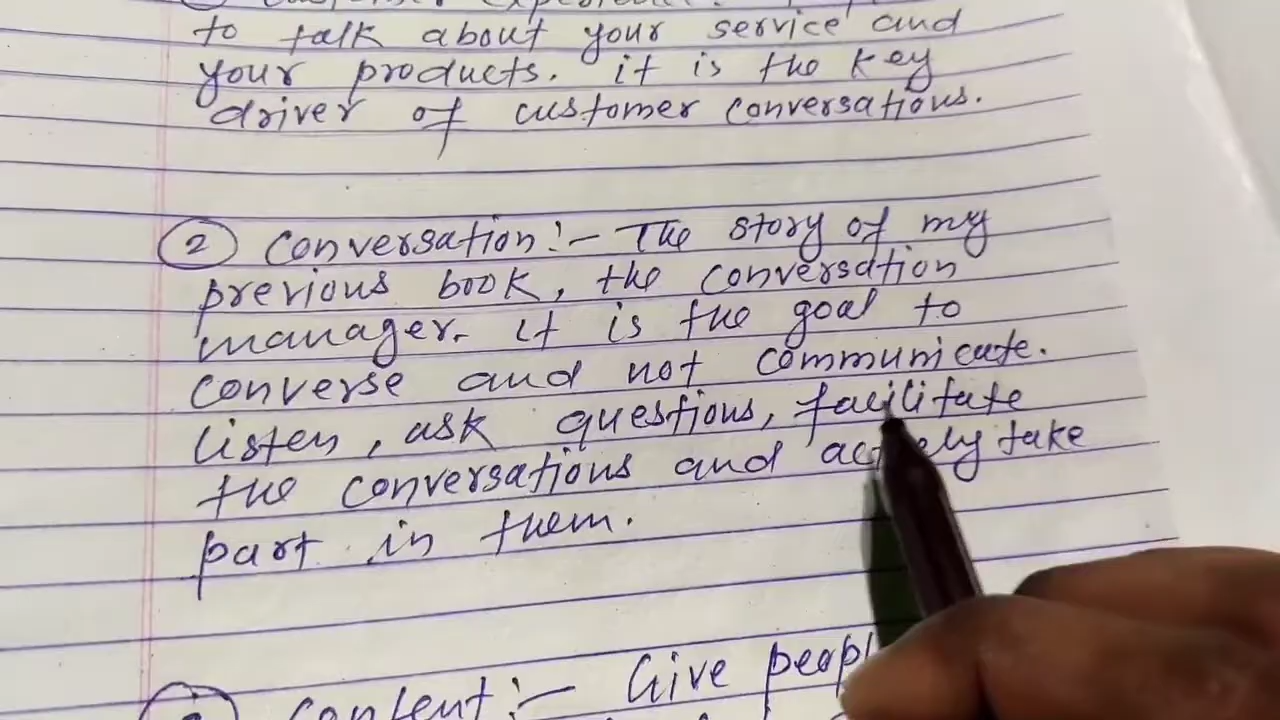 to talk about your service and
your products. it is the key
driver of customer conversations.
2 Conversation:- The story of my
previous book, the conversation
manager. it is the goal to
converse and not communicate.
listen, ask questions, facilitate
the conversations and actively take
part in them.
Content:- Give